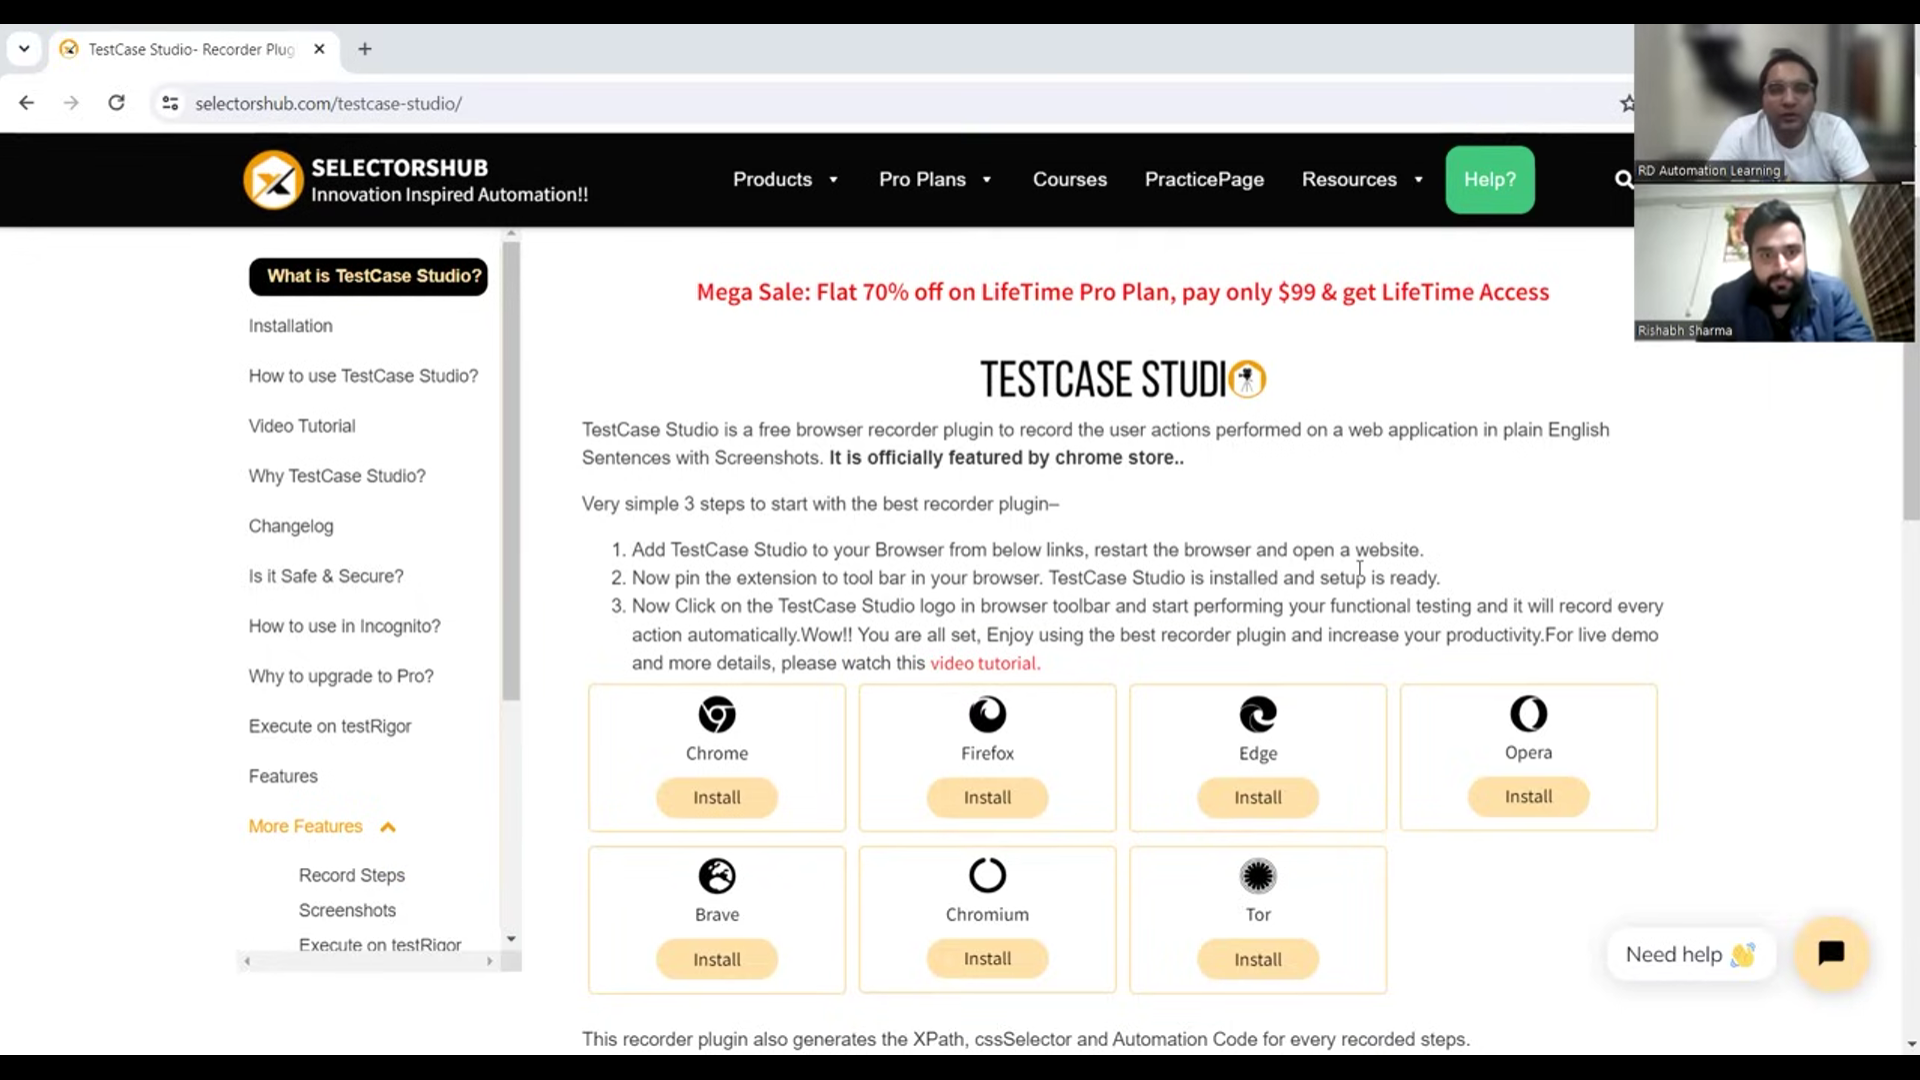 TestCase Studio- Recorder Plug
selectorshub.com/testcase-studio/
SELECTORSHUB
Innovation Inspired Automation!!
Products
Pro Plans
Courses
PracticePage
Resources
Help?
RD Automation Learning
Rishabh Sharma
What is TestCase Studio?
Installation
How to use TestCase Studio?
Video Tutorial
Why TestCase Studio?
Changelog
Is it Safe & Secure?
How to use in Incognito?
Why to upgrade to Pro?
Execute on testRigor
Features
More Features
Record Steps
Screenshots
Execute on testRigor
Mega Sale: Flat 70% off on LifeTime Pro Plan, pay only $99 & get LifeTime Access
TESTCASE STUDIO
TestCase Studio is a free browser recorder plugin to record the user actions performed on a web application in plain English
Sentences with Screenshots. It is officially featured by chrome store..
Very simple 3 steps to start with the best recorder plugin–
1. Add TestCase Studio to your Browser from below links, restart the browser and open a website.
2. Now pin the extension to tool bar in your browser. TestCase Studio is installed and setup is ready.
3. Now Click on the TestCase Studio logo in browser toolbar and start performing your functional testing and it will record every
action automatically.Wow!! You are all set, Enjoy using the best recorder plugin and increase your productivity.For live demo
and more details, please watch this video tutorial.
Chrome
Install
Firefox
Install
Edge
Install
Opera
Install
Brave
Install
Chromium
Install
Tor
Install
Need help 👋
This recorder plugin also generates the XPath, cssSelector and Automation Code for every recorded steps.